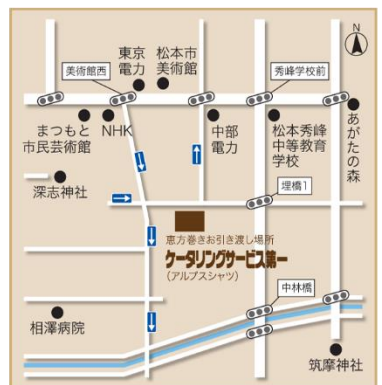 東京
電力
松本市
美術館
美術館西
秀峰学校前
N
まつもと
市民芸術館
NHK
中部
電力
松本秀峰
中等教育
学校
あがたの森
深志神社
埋橋1
恵方巻きお引き渡し場所
ケータリングサービス第一
(アルプスシャツ)
中林橋
相澤病院
筑摩神社